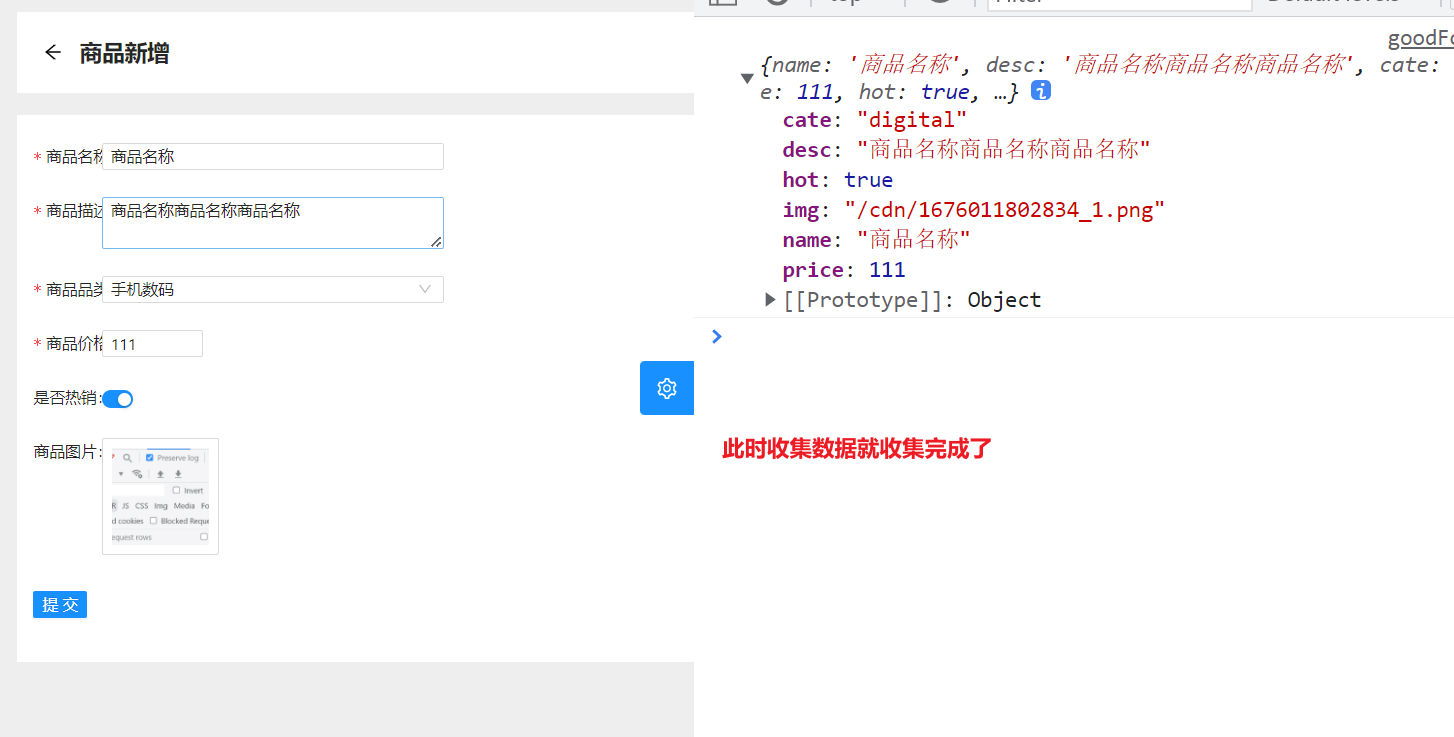 商品新增
* 商品名称
商品名称
* 商品描述
商品名称商品名称商品名称
* 商品品类
手机数码
* 商品价格
111
是否热销:
商品图片:
Preserve log
Invert
JS CSS Img Media Fo
d cookies Blocked Reque
equest rows
提 交
goodFo
{name: '商品名称', desc: '商品名称商品名称商品名称', cate:
e: 111, hot: true, …}
cate: "digital"
desc: "商品名称商品名称商品名称"
hot: true
img: "/cdn/1676011802834_1.png"
name: "商品名称"
price: 111
[[Prototype]]: Object
此时收集数据就收集完成了